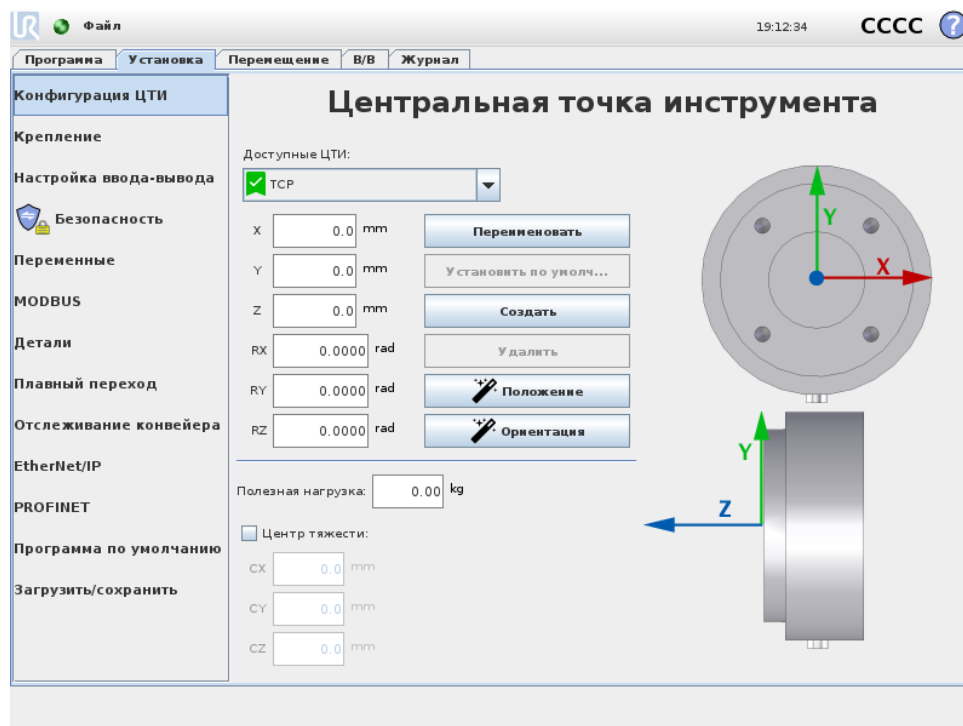 UR Файл 19:12:34 CCCC ?
Программа Установка Перемещение В/В Журнал
Конфигурация ЦТИ
Крепление
Настройка ввода-вывода
Безопасность
Переменные
MODBUS
Детали
Плавный переход
Отслеживание конвейера
EtherNet/IP
PROFINET
Программа по умолчанию
Загрузить/сохранить
Центральная точка инструмента
Доступные ЦТИ:
TCP
X 0.0 mm Переименовать
Y 0.0 mm Установить по умолч...
Z 0.0 mm Создать
RX 0.0000 rad Удалить
RY 0.0000 rad Положение
RZ 0.0000 rad Ориентация
Полезная нагрузка: 0.00 kg
Центр тяжести:
CX 0.0 mm
CY 0.0 mm
CZ 0.0 mm
Y
X
Y
Z